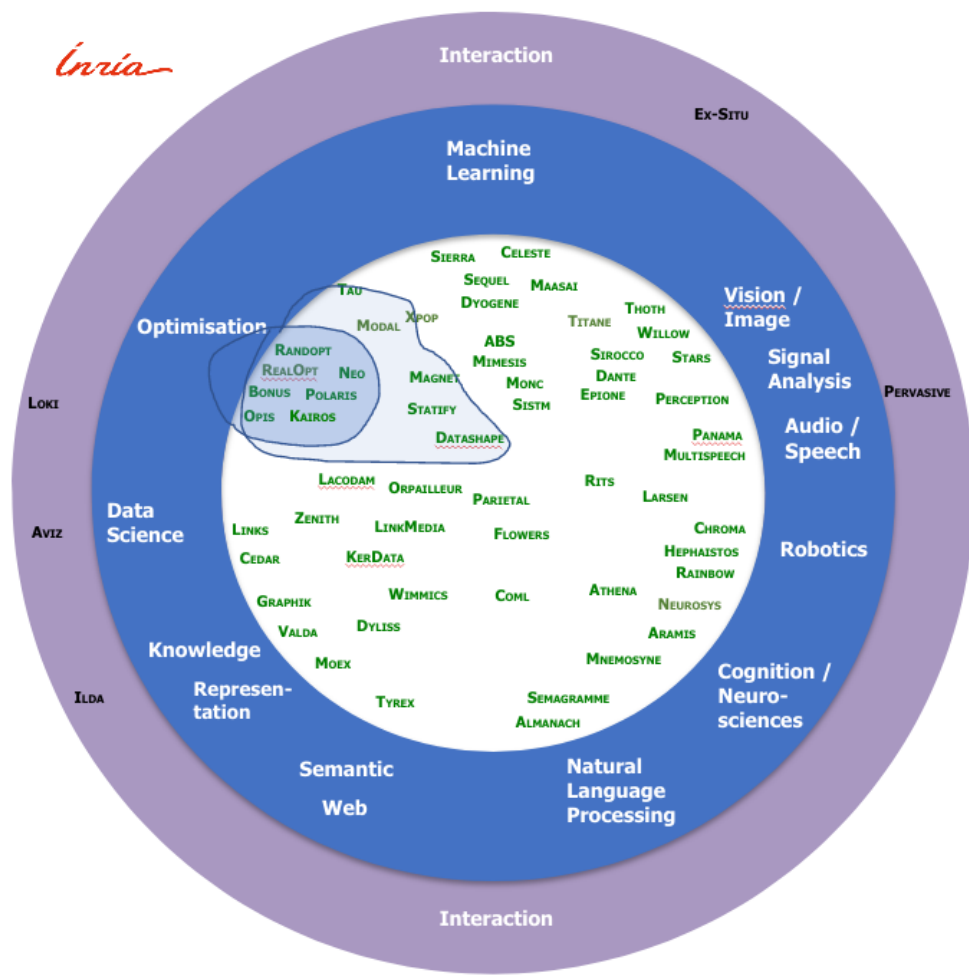 Inria
Interaction
Ex-Situ
Machine
Learning
Sierra
Celeste
Sequel
Maasai
Tau
Dyogene
Vision /
Image
Thoth
Optimisation
Modal
Xpop
Titane
Willow
ABS
Randopt
Sirocco
Stars
Signal
Analysis
Mimesis
RealOpt
Neo
Magnet
Monc
Dante
Pervasive
Bonus
Polaris
Epione
Perception
Loki
Statify
Sistm
Opis
Kairos
Audio /
Speech
Datashape
Panama
Multispeech
Lacodam
Orpailleur
Parietal
Rits
Larsen
Data
Science
Zenith
Links
LinkMedia
Flowers
Chroma
Aviz
Robotics
Cedar
KerData
Hephaistos
Rainbow
Graphik
Wimmics
Coml
Athena
Neurosys
Valda
Dyliss
Aramis
Knowledge
Represen-
tation
Moex
Mnemosyne
Cognition /
Neuro-
sciences
Ilda
Tyrex
Semagramme
Almanach
Semantic
Web
Natural
Language
Processing
Interaction